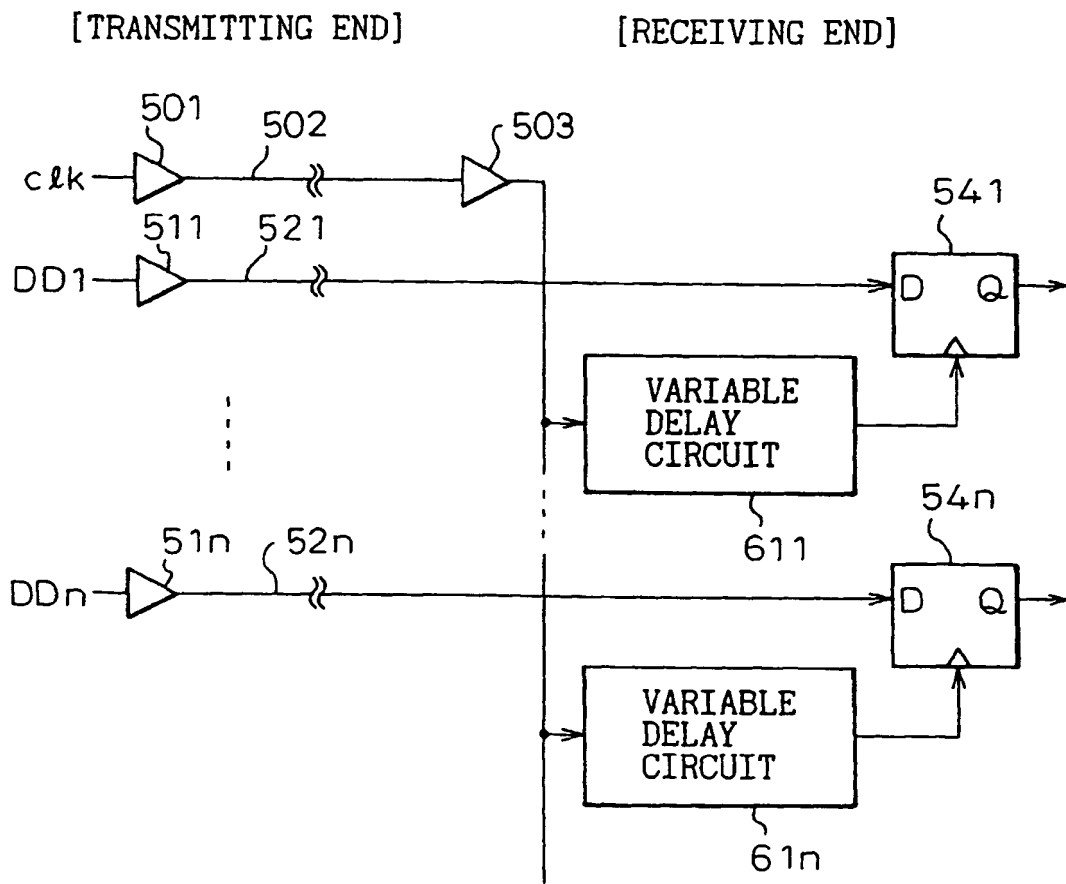 [TRANSMITTING END]
[RECEIVING END]
501
502
503
clk
511
521
541
DD1
D Q
VARIABLE
DELAY
CIRCUIT
611
54n
51n
52n
DDn
D Q
VARIABLE
DELAY
CIRCUIT
61n